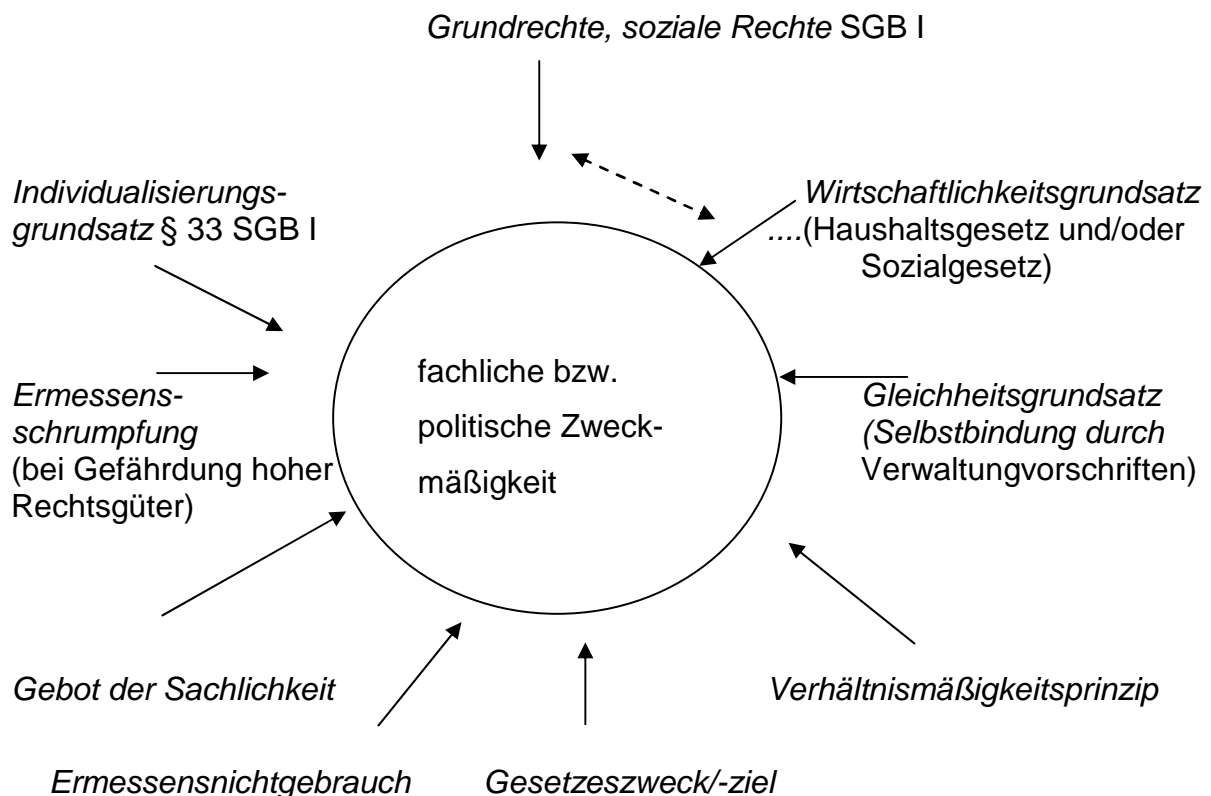 Grundrechte, soziale Rechte SGB I
Individualisierungs-
grundsatz § 33 SGB I
Wirtschaftlichkeitsgrundsatz
....(Haushaltsgesetz und/oder
Sozialgesetz)
fachliche bzw.
politische Zweck-
mäßigkeit
Ermessens-
schrumpfung
(bei Gefährdung hoher
Rechtsgüter)
Gleichheitsgrundsatz
(Selbstbindung durch
Verwaltungvorschriften)
Gebot der Sachlichkeit
Verhältnismäßigkeitsprinzip
Ermessensnichtgebrauch
Gesetzeszweck/-ziel